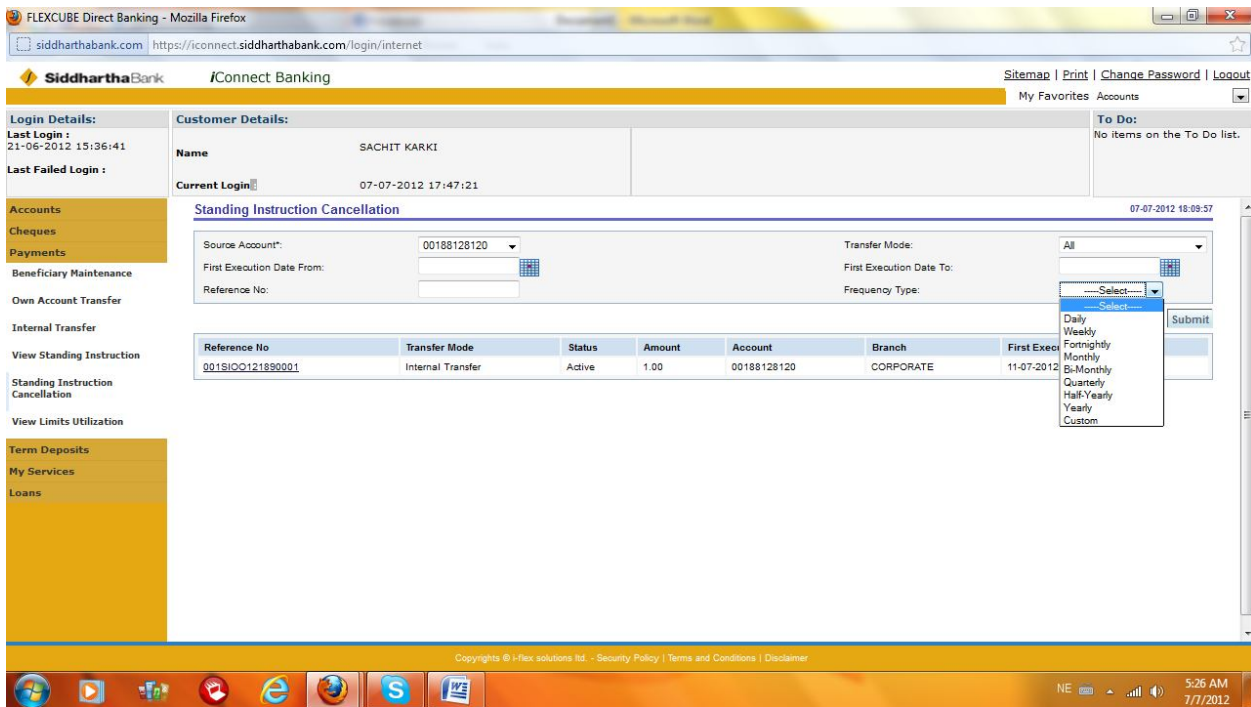 FLEXCUBE Direct Banking - Mozilla Firefox
siddharthabank.com https://iconnect.siddharthabank.com/login/internet
SiddharthaBank iConnect Banking Sitemap | Print | Change Password | Logout
My Favorites Accounts
Login Details: Customer Details: To Do:
Last Login :
21-06-2012 15:36:41
Last Failed Login :
Name SACHIT KARKI
Current Login: 07-07-2012 17:47:21
No items on the To Do list.
Accounts
Cheques
Payments
Beneficiary Maintenance
Own Account Transfer
Internal Transfer
View Standing Instruction
Standing Instruction
Cancellation
View Limits Utilization
Term Deposits
My Services
Loans
Standing Instruction Cancellation 07-07-2012 18:09:57
Source Account*: 00188128120 Transfer Mode: All
First Execution Date From: First Execution Date To:
Reference No: Frequency Type: -----Select-----
-----Select-----
Daily
Weekly
Fortnightly
Monthly
Bi-Monthly
Quarterly
Half-Yearly
Yearly
Custom
Submit
Reference No Transfer Mode Status Amount Account Branch First Exec
001SIOO121890001 Internal Transfer Active 1.00 00188128120 CORPORATE 11-07-2012
Copyrights @ i-flex solutions ltd. - Security Policy | Terms and Conditions | Disclaimer
NE 5:26 AM
7/7/2012